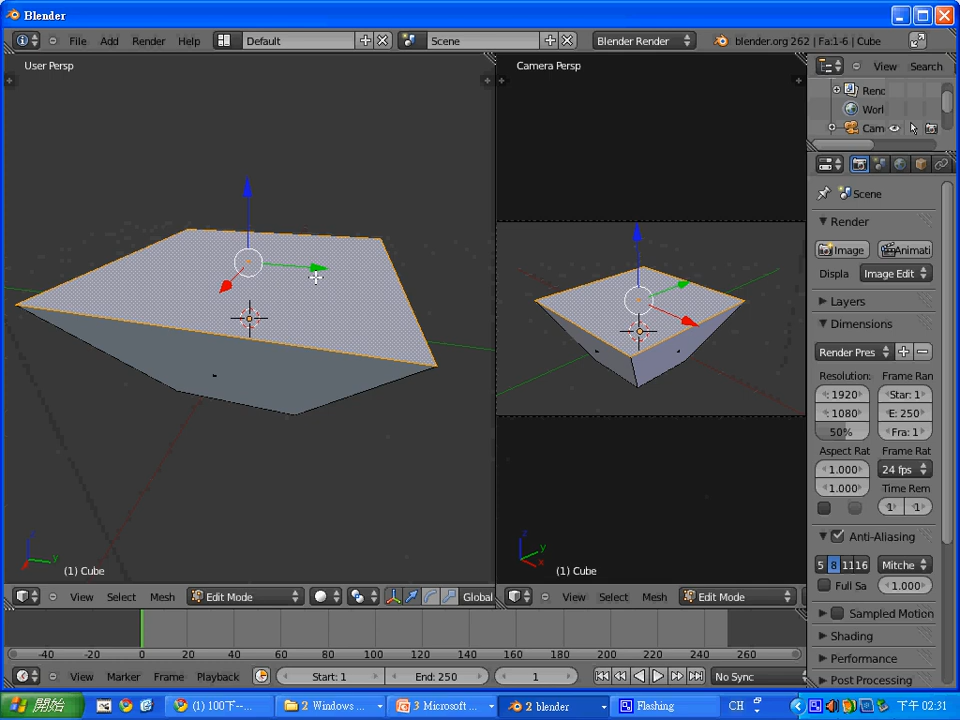 Blender
File Add Render Help Default Scene Blender Render blender.org 262 | Fa:1-6 | Cube
User Persp
Camera Persp
View Search
Renc
Worl
Cam
Scene
Render
Image Animati
Displa Image Edit
Layers
Dimensions
Render Pres
Resolution: Frame Ran
: 1920 Star: 1
: 1080 E: 250
50% Fra: 1
Aspect Rat Frame Rat
1.000 24 fps
1.000 Time Rem
1 1
Anti-Aliasing
5 8 11 16 Mitche
Full Sa 1.000
Sampled Motion
Shading
Performance
Post Processing
z y
(1) Cube
z y x
(1) Cube
View Select Mesh Edit Mode Global
View Select Mesh Edit Mode
-40 -20 0 20 40 60 80 100 120 140 160 180 200 220 240 260
View Marker Frame Playback Start: 1 End: 250 1 No Sync
開始 (1) 100下--... 2 Windows ... 3 Microsoft ... 2 blender Flashing CH 下午 02:31